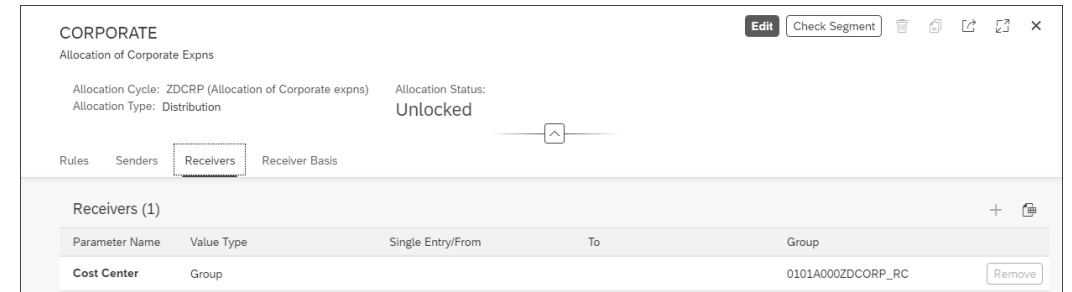 CORPORATE
Edit Check Segment
Allocation of Corporate Expns
Allocation Cycle: ZDCRP (Allocation of Corporate expns) Allocation Status:
Allocation Type: Distribution Unlocked
Rules Senders Receivers Receiver Basis
Receivers (1)
Parameter Name Value Type Single Entry/From To Group
Cost Center Group 0101A000ZDCORP_RC Remove